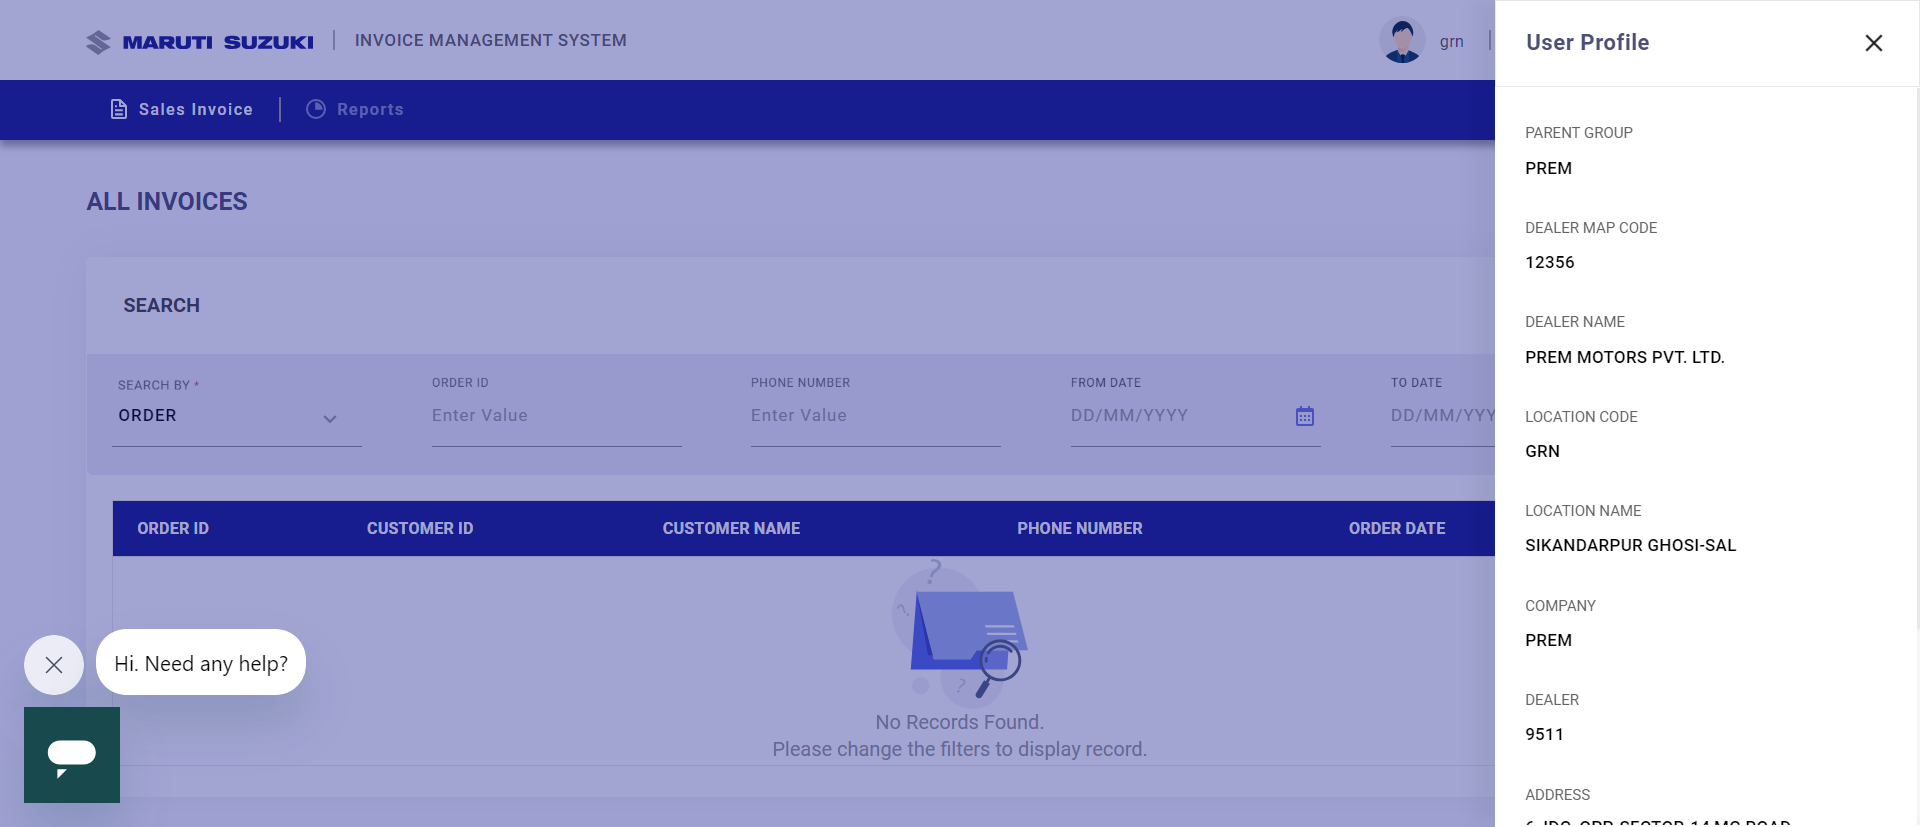 MARUTI SUZUKI
INVOICE MANAGEMENT SYSTEM
grn
Sales Invoice
Reports
ALL INVOICES
SEARCH
SEARCH BY *
ORDER
ORDER ID
Enter Value
PHONE NUMBER
Enter Value
FROM DATE
DD/MM/YYYY
TO DATE
DD/MM/YYY
ORDER ID
CUSTOMER ID
CUSTOMER NAME
PHONE NUMBER
ORDER DATE
No Records Found.
Please change the filters to display record.
Hi. Need any help?
User Profile
PARENT GROUP
PREM
DEALER MAP CODE
12356
DEALER NAME
PREM MOTORS PVT. LTD.
LOCATION CODE
GRN
LOCATION NAME
SIKANDARPUR GHOSI-SAL
COMPANY
PREM
DEALER
9511
ADDRESS
SECTOR 14 MG ROAD